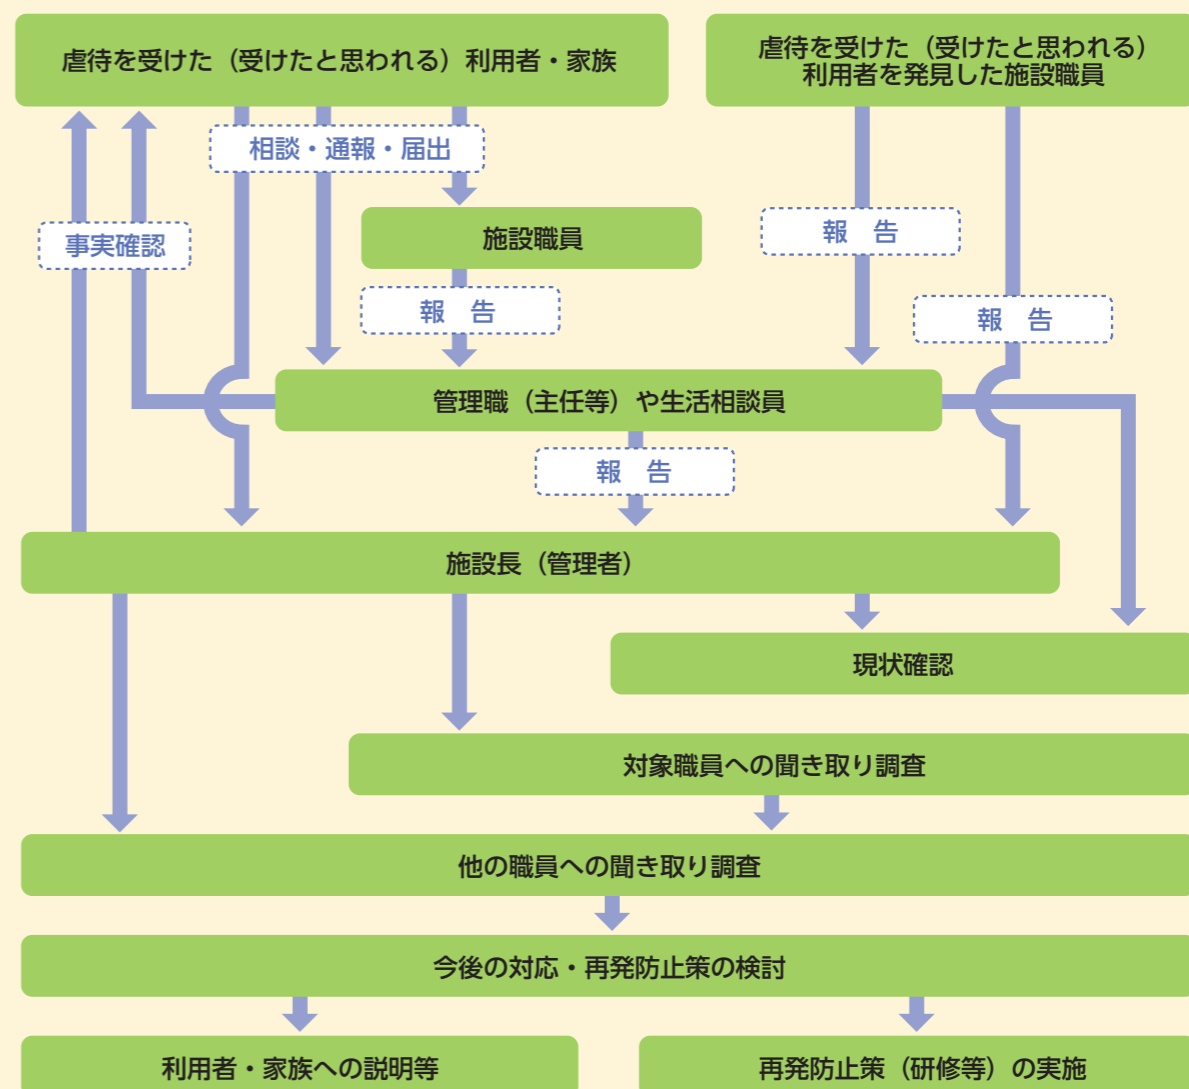 虐待を受けた（受けたと思われる）利用者・家族
虐待を受けた（受けたと思われる）
利用者を発見した施設職員
相談・通報・届出
事実確認
施設職員
報　告
報　告
報　告
管理職（主任等）や生活相談員
報　告
施設長（管理者）
現状確認
対象職員への聞き取り調査
他の職員への聞き取り調査
今後の対応・再発防止策の検討
利用者・家族への説明等
再発防止策（研修等）の実施